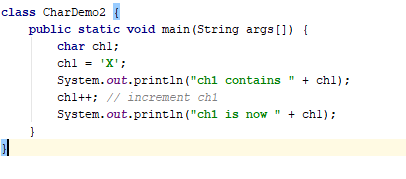 class CharDemo2 {
public static void main(String args[]) {
char ch1;
ch1 = 'X';
System.out.println("ch1 contains " + ch1);
ch1++; // increment ch1
System.out.println("ch1 is now " + ch1);
}
}